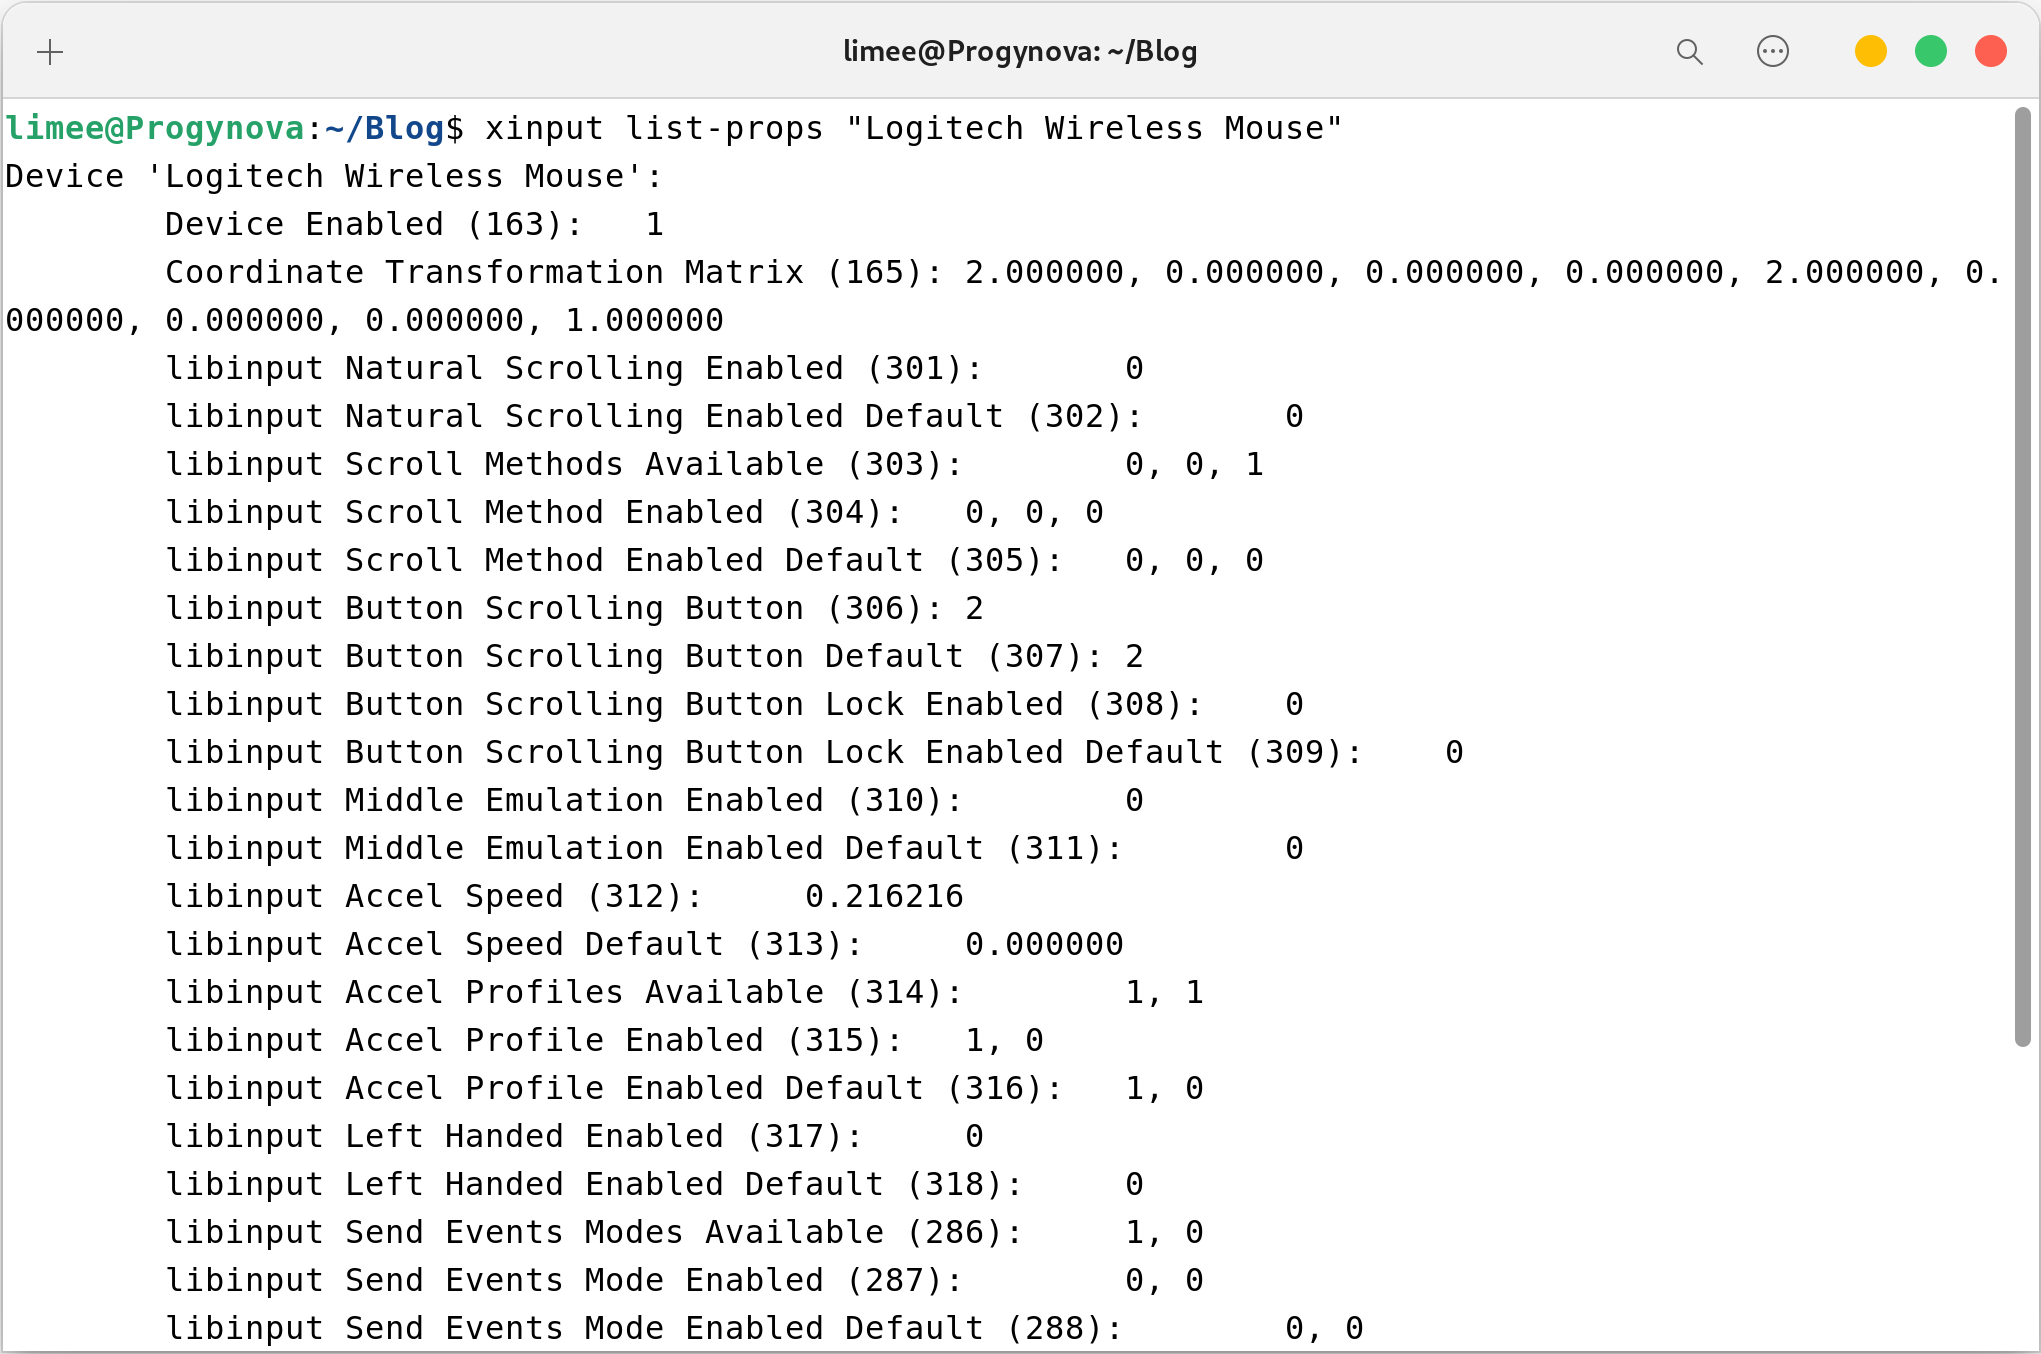 limee@Progynova: ~/Blog
limee@Progynova:~/Blog$ xinput list-props "Logitech Wireless Mouse"
Device 'Logitech Wireless Mouse':
        Device Enabled (163):   1
        Coordinate Transformation Matrix (165): 2.000000, 0.000000, 0.000000, 0.000000, 2.000000, 0.
000000, 0.000000, 0.000000, 1.000000
        libinput Natural Scrolling Enabled (301):       0
        libinput Natural Scrolling Enabled Default (302):       0
        libinput Scroll Methods Available (303):        0, 0, 1
        libinput Scroll Method Enabled (304):   0, 0, 0
        libinput Scroll Method Enabled Default (305):   0, 0, 0
        libinput Button Scrolling Button (306): 2
        libinput Button Scrolling Button Default (307): 2
        libinput Button Scrolling Button Lock Enabled (308):    0
        libinput Button Scrolling Button Lock Enabled Default (309):    0
        libinput Middle Emulation Enabled (310):        0
        libinput Middle Emulation Enabled Default (311):        0
        libinput Accel Speed (312):     0.216216
        libinput Accel Speed Default (313):     0.000000
        libinput Accel Profiles Available (314):        1, 1
        libinput Accel Profile Enabled (315):   1, 0
        libinput Accel Profile Enabled Default (316):   1, 0
        libinput Left Handed Enabled (317):     0
        libinput Left Handed Enabled Default (318):     0
        libinput Send Events Modes Available (286):     1, 0
        libinput Send Events Mode Enabled (287):        0, 0
        libinput Send Events Mode Enabled Default (288):        0, 0